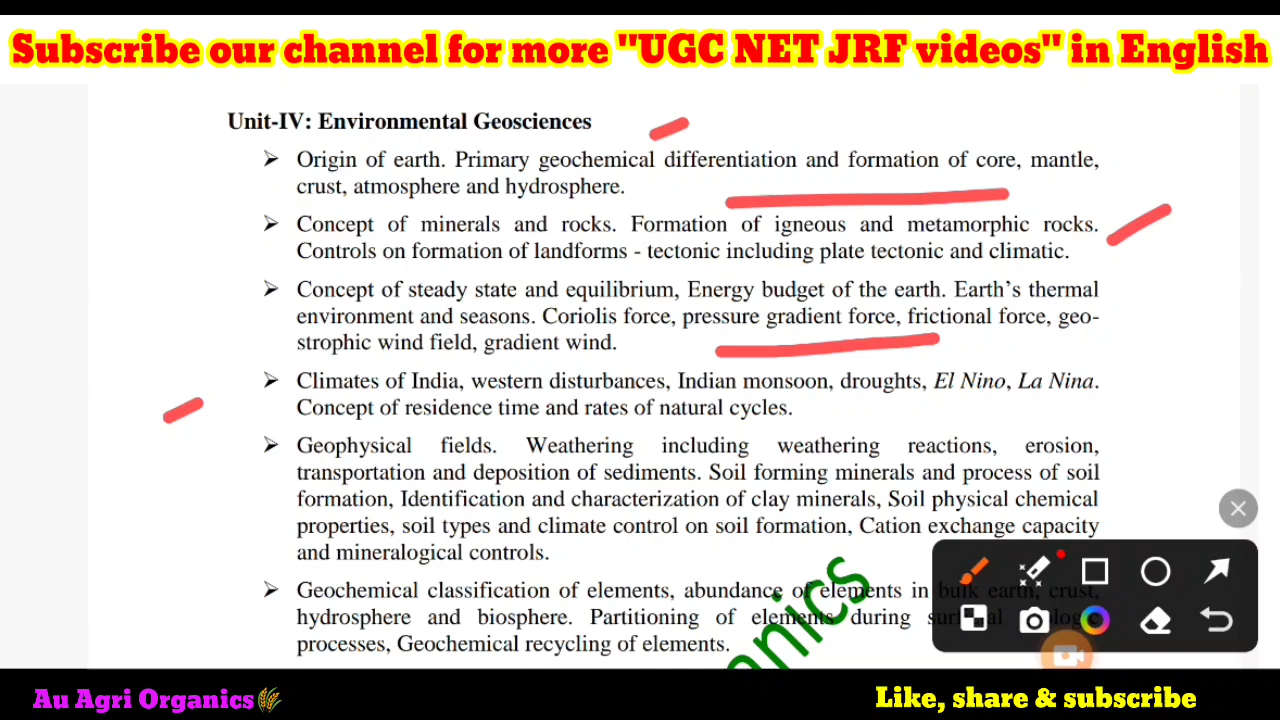 Subscribe our channel for more "UGC NET JRF videos" in English
Unit-IV: Environmental Geosciences
➢ Origin of earth. Primary geochemical differentiation and formation of core, mantle,
crust, atmosphere and hydrosphere.
➢ Concept of minerals and rocks. Formation of igneous and metamorphic rocks.
Controls on formation of landforms - tectonic including plate tectonic and climatic.
➢ Concept of steady state and equilibrium, Energy budget of the earth. Earth's thermal
environment and seasons. Coriolis force, pressure gradient force, frictional force, geo-
strophic wind field, gradient wind.
➢ Climates of India, western disturbances, Indian monsoon, droughts, El Nino, La Nina.
Concept of residence time and rates of natural cycles.
➢ Geophysical fields. Weathering including weathering reactions, erosion,
transportation and deposition of sediments. Soil forming minerals and process of soil
formation, Identification and characterization of clay minerals, Soil physical chemical
properties, soil types and climate control on soil formation, Cation exchange capacity
and mineralogical controls.
➢ Geochemical classification of elements, abundance of elements in bulk earth, crust,
hydrosphere and biosphere. Partitioning of elements during
processes, Geochemical recycling of elements.
Au Agri Organics
Like, share & subscribe